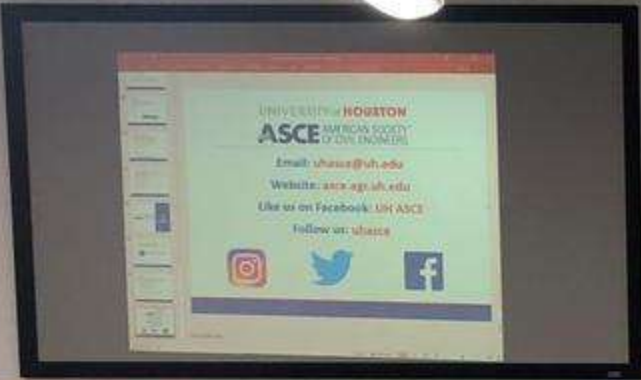 UNIVERSITY of HOUSTON
ASCE AMERICAN SOCIETY
OF CIVIL ENGINEERS
Email: uhasce@uh.edu
Website: asce.egr.uh.edu
Like us on Facebook: UH ASCE
Follow us: uhasce